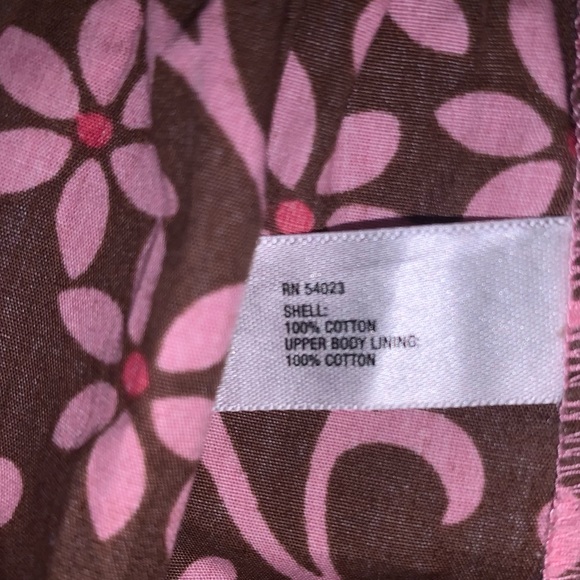 RN 54023
SHELL:
100% COTTON
UPPER BODY LINING:
100% COTTON